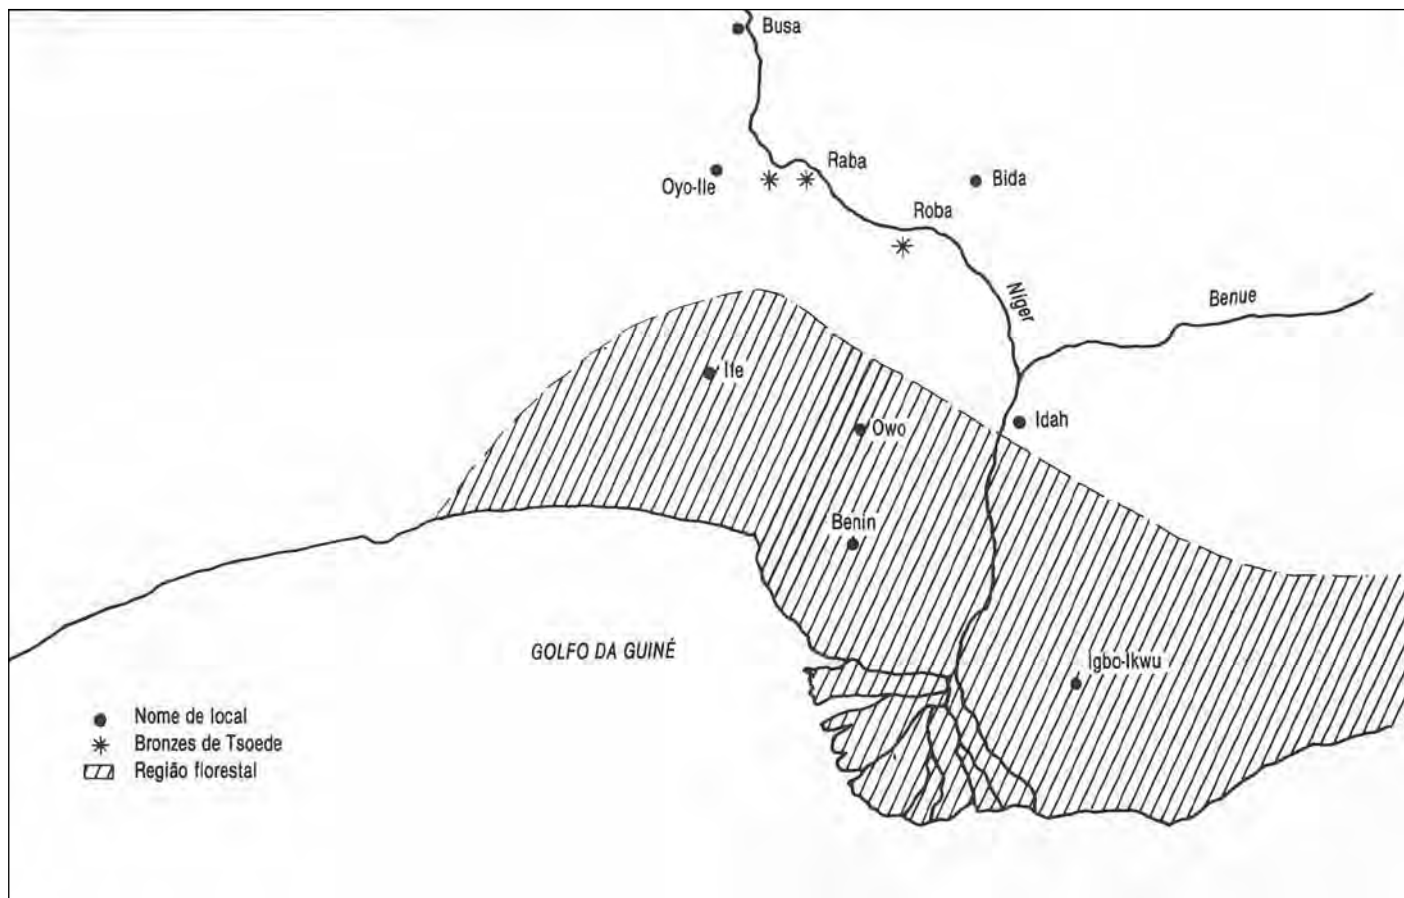 Busa
Raba
Oyo-Ile
Bida
Roba
Níger
Benue
Ife
Idah
Owo
Benin
GOLFO DA GUINÉ
Igbo-Ikwu
Nome de local
Bronzes de Tsoede
Região florestal